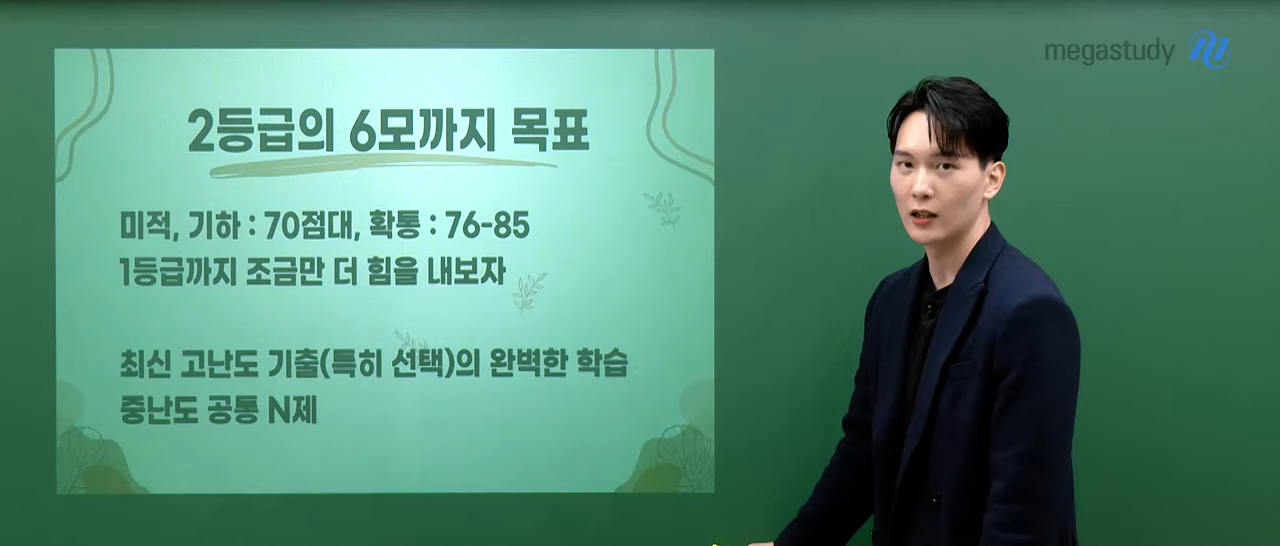 megastudy
2등급의 6모까지 목표
미적, 기하 : 70점대, 확통 : 76-85
1등급까지 조금만 더 힘을 내보자
최신 고난도 기출(특히 선택)의 완벽한 학습
중난도 공통 N제